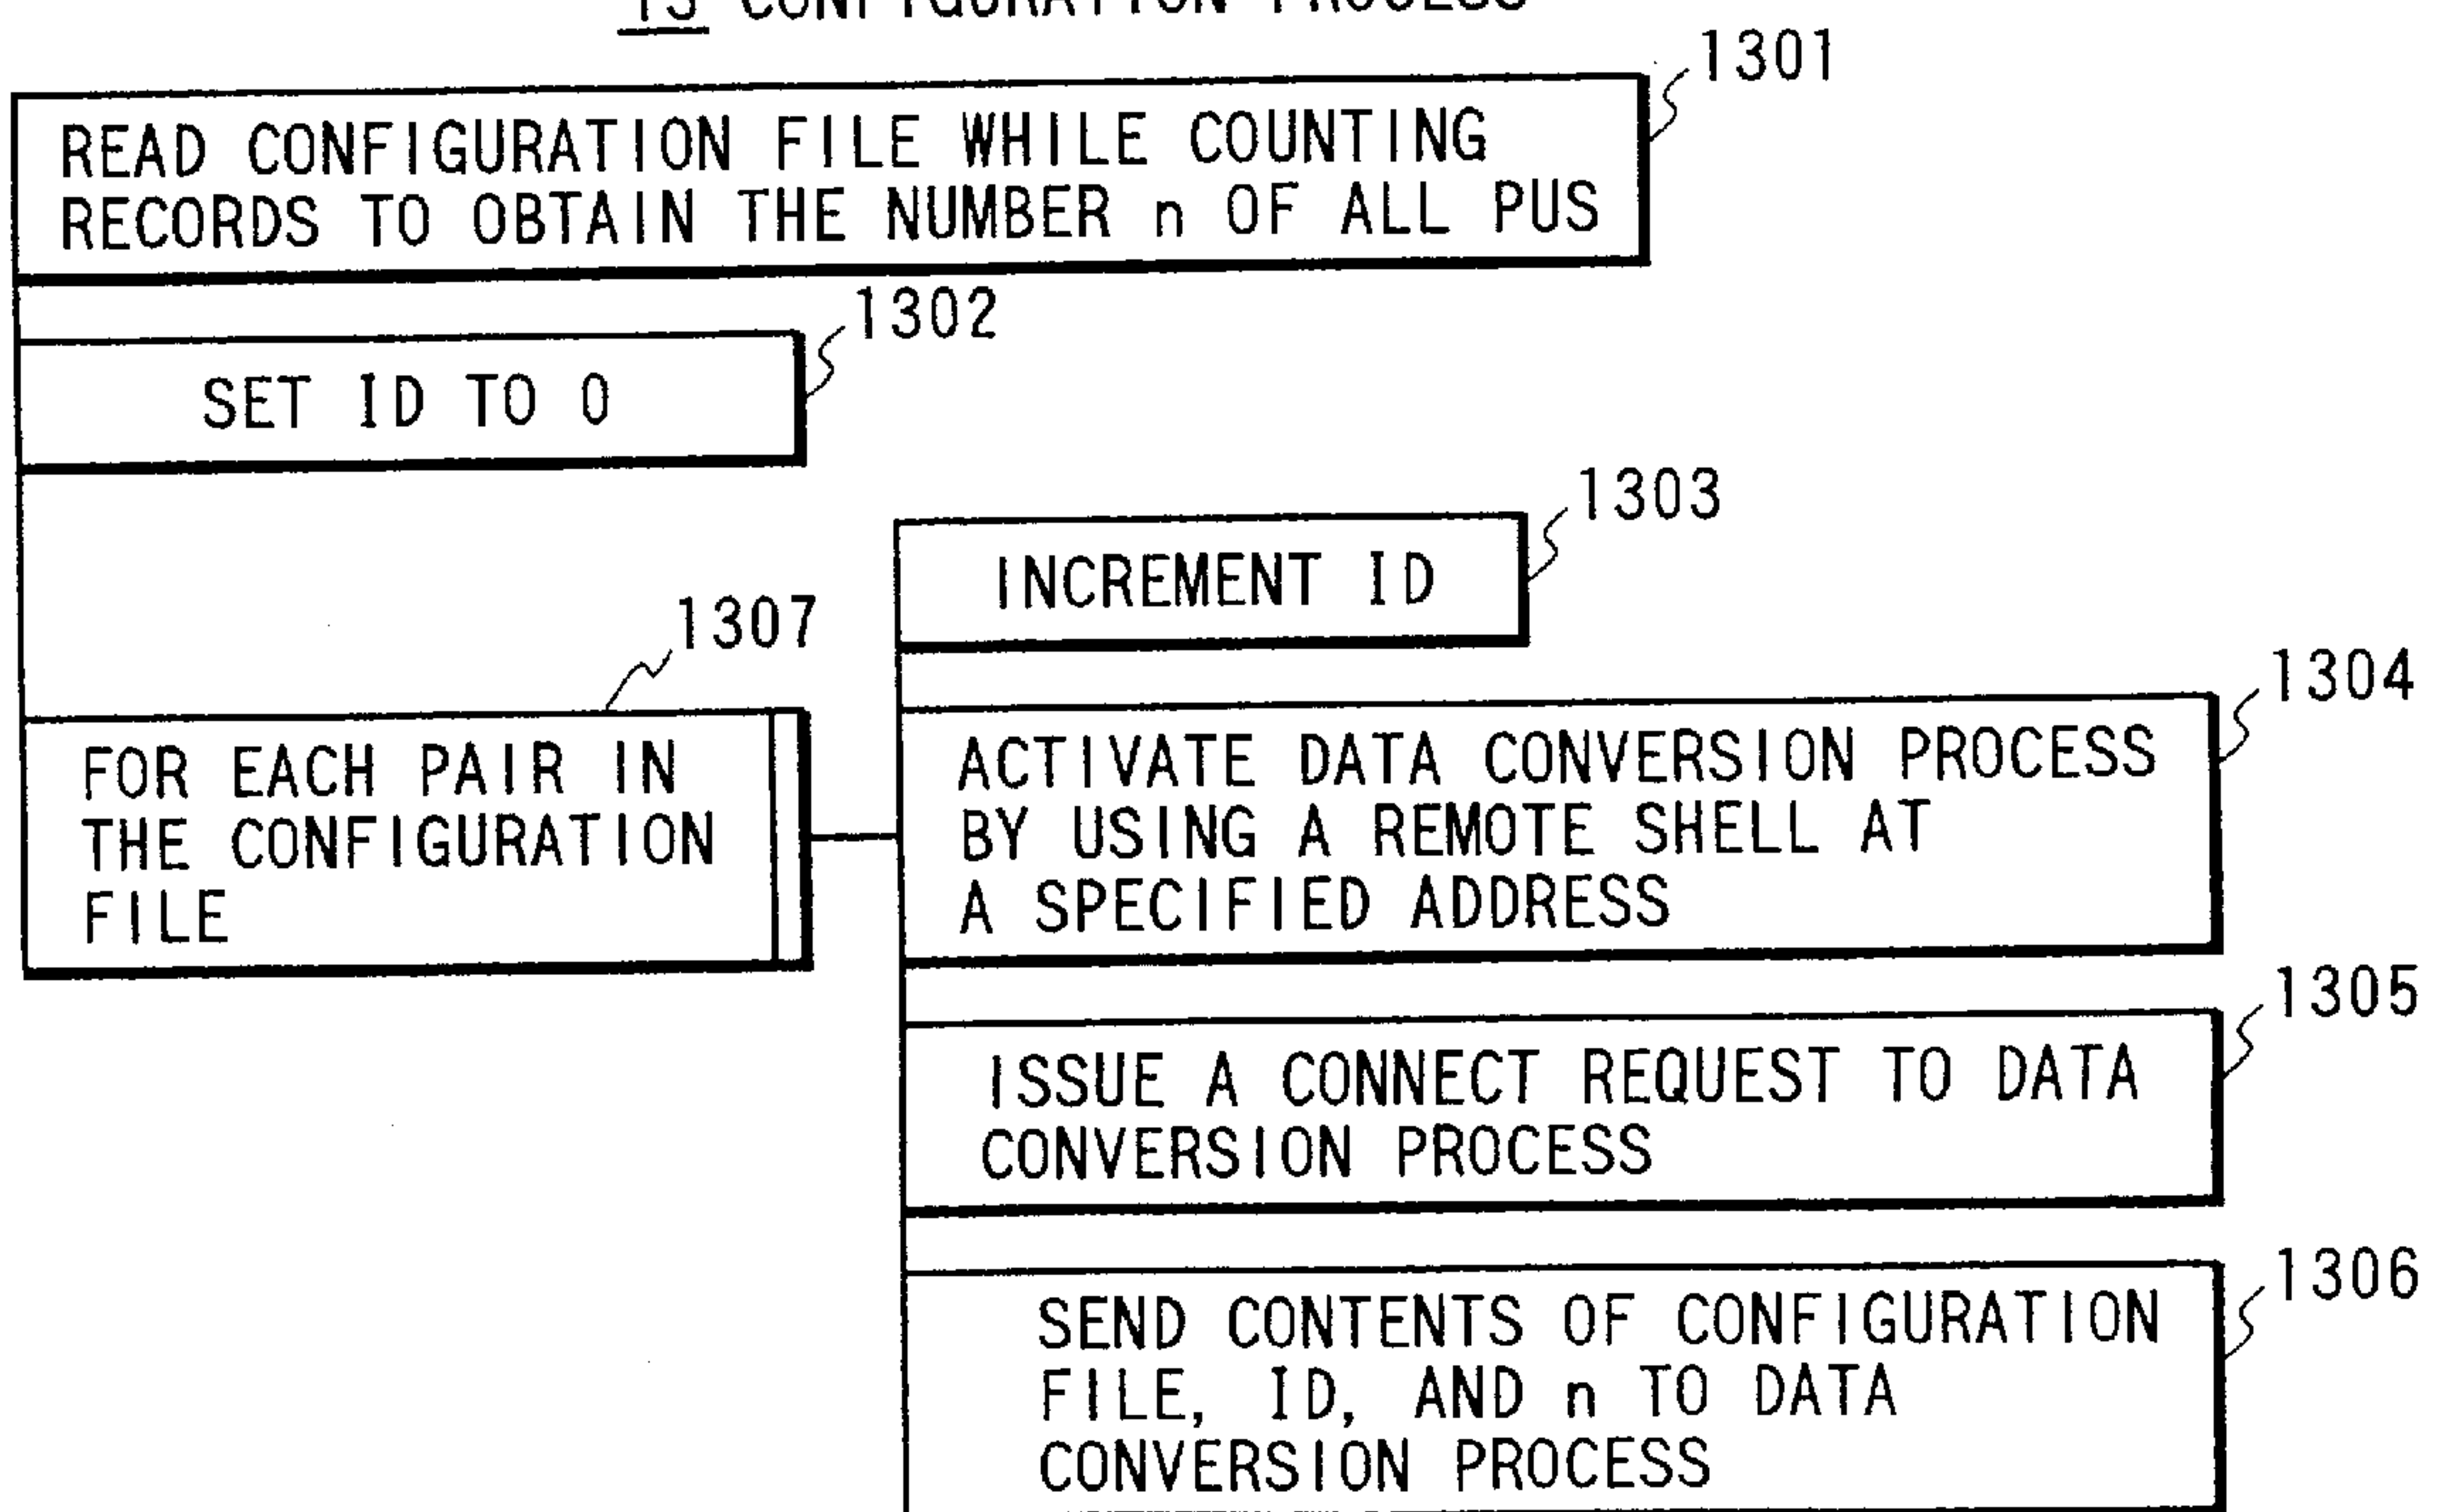 13 CONFIGURATION PROCESS
1301
READ CONFIGURATION FILE WHILE COUNTING
RECORDS TO OBTAIN THE NUMBER n OF ALL PUS
1302
SET ID TO 0
1303
INCREMENT ID
1307
FOR EACH PAIR IN
THE CONFIGURATION
FILE
1304
ACTIVATE DATA CONVERSION PROCESS
BY USING A REMOTE SHELL AT
A SPECIFIED ADDRESS
1305
ISSUE A CONNECT REQUEST TO DATA
CONVERSION PROCESS
1306
SEND CONTENTS OF CONFIGURATION
FILE, ID, AND n TO DATA
CONVERSION PROCESS